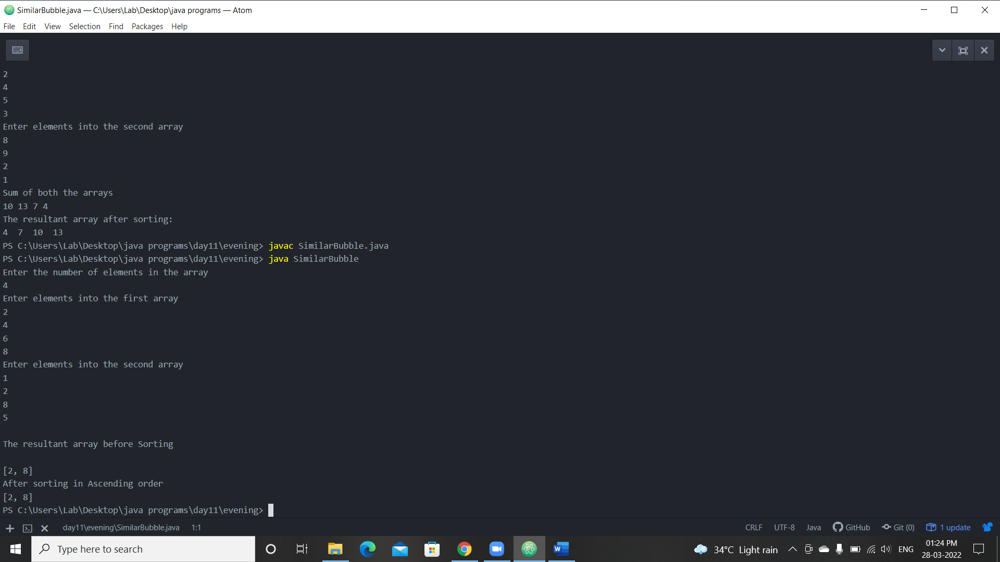 SimilarBubble.java — C:\Users\Lab\Desktop\java programs — Atom
File Edit View Selection Find Packages Help
2
4
5
3
Enter elements into the second array
8
9
2
1
Sum of both the arrays
10 13 7 4
The resultant array after sorting:
4  7  10  13
PS C:\Users\Lab\Desktop\java programs\day11\evening> javac SimilarBubble.java
PS C:\Users\Lab\Desktop\java programs\day11\evening> java SimilarBubble
Enter the number of elements in the array
4
Enter elements into the first array
2
4
6
8
Enter elements into the second array
1
2
8
5
The resultant array before Sorting
[2, 8]
After sorting in Ascending order
[2, 8]
PS C:\Users\Lab\Desktop\java programs\day11\evening>
day11\evening\SimilarBubble.java 1:1 CRLF UTF-8 Java GitHub Git (0) 1 update
Type here to search 34°C Light rain ENG 01:24 PM
28-03-2022